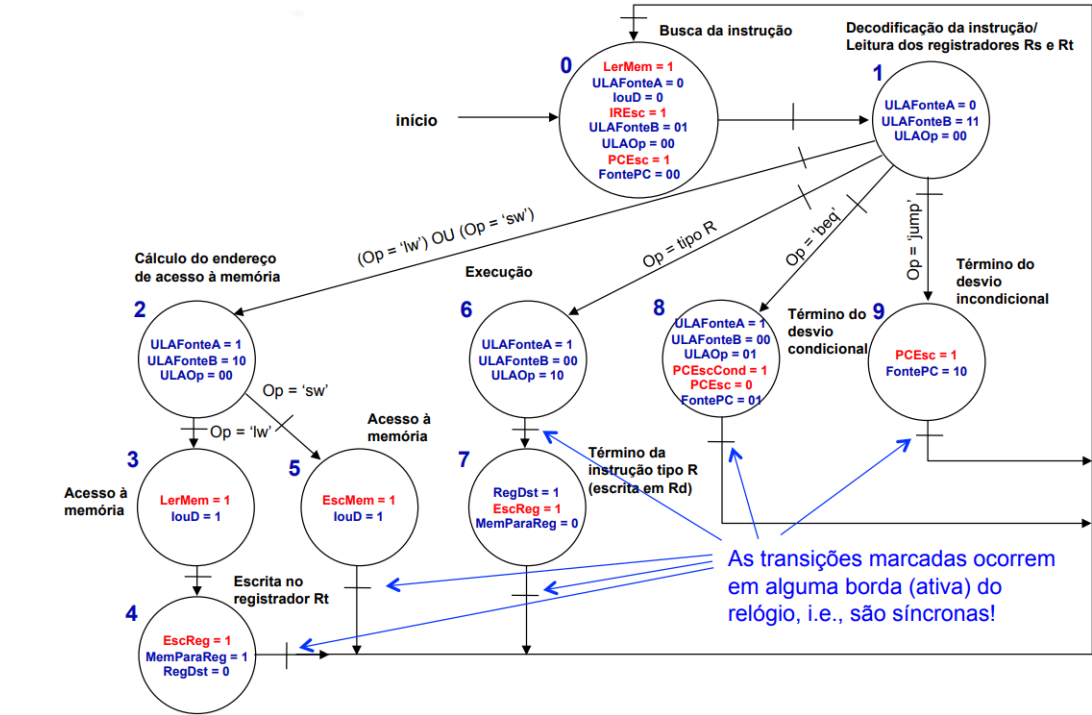 Busca da instrução
Decodificação da instrução/
Leitura dos registradores Rs e Rt
0
LerMem = 1
ULAFonteA = 0
IouD = 0
IREsc = 1
ULAFonteB = 01
ULAOp = 00
PCEsc = 1
FontePC = 00
1
ULAFonteA = 0
ULAFonteB = 11
ULAOp = 00
início
(Op = 'lw') OU (Op = 'sw')
Op = tipo R
Op = 'beq'
Op = 'jump'
Cálculo do endereço
de acesso à memória
2
ULAFonteA = 1
ULAFonteB = 10
ULAOp = 00
Execução
6
ULAFonteA = 1
ULAFonteB = 00
ULAOp = 10
8
ULAFonteA = 1
ULAFonteB = 00
ULAOp = 01
PCEscCond = 1
PCEsc = 0
FontePC = 01
Término do
desvio
condicional
9
Término do
desvio
incondicional
PCEsc = 1
FontePC = 10
Op = 'sw'
Op = 'lw'
3
Acesso à
memória
LerMem = 1
IouD = 1
5
Acesso à
memória
EscMem = 1
IouD = 1
7
Término da
instrução tipo R
(escrita em Rd)
RegDst = 1
EscReg = 1
MemParaReg = 0
As transições marcadas ocorrem
em alguma borda (ativa) do
relógio, i.e., são síncronas!
4
Escrita no
registrador Rt
EscReg = 1
MemParaReg = 1
RegDst = 0